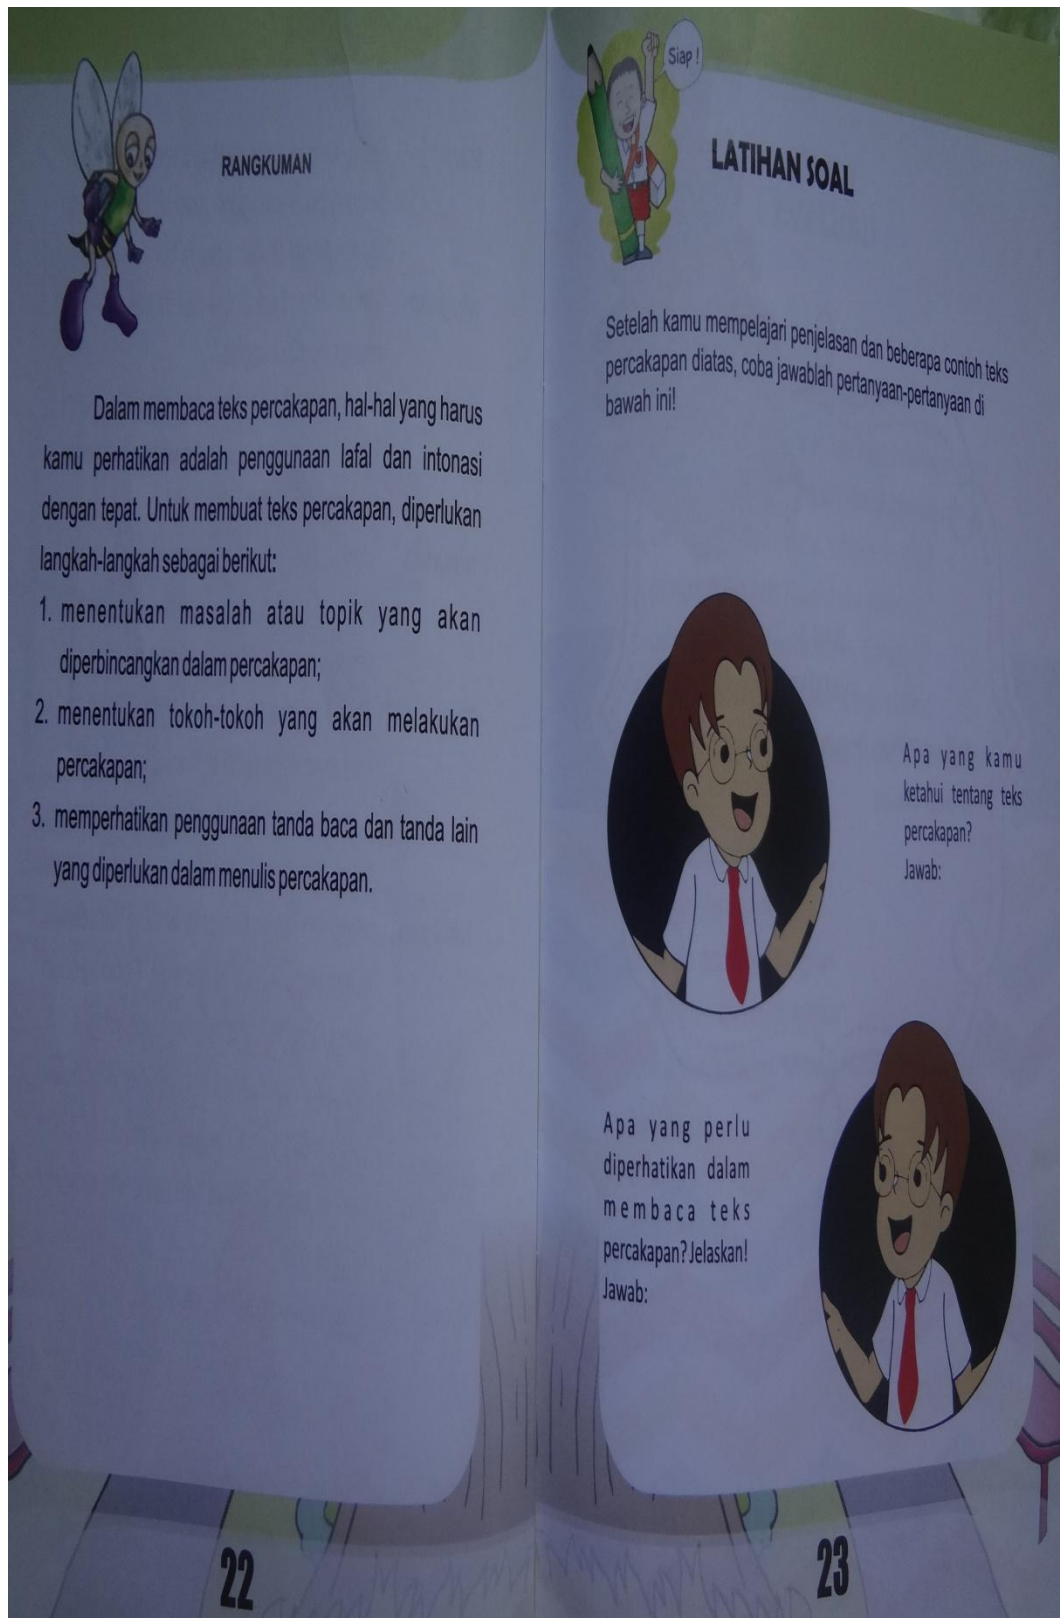 RANGKUMAN
Dalam membaca teks percakapan, hal-hal yang harus
kamu perhatikan adalah penggunaan lafal dan intonasi
dengan tepat. Untuk membuat teks percakapan, diperlukan
langkah-langkah sebagai berikut:
1. menentukan masalah atau topik yang akan
diperbincangkan dalam percakapan;
2. menentukan tokoh-tokoh yang akan melakukan
percakapan;
3. memperhatikan penggunaan tanda baca dan tanda lain
yang diperlukan dalam menulis percakapan.
22
Siap !
LATIHAN SOAL
Setelah kamu mempelajari penjelasan dan beberapa contoh teks
percakapan diatas, coba jawablah pertanyaan-pertanyaan di
bawah ini!
Apa yang kamu
ketahui tentang teks
percakapan?
Jawab:
Apa yang perlu
diperhatikan dalam
membaca teks
percakapan? Jelaskan!
Jawab:
23